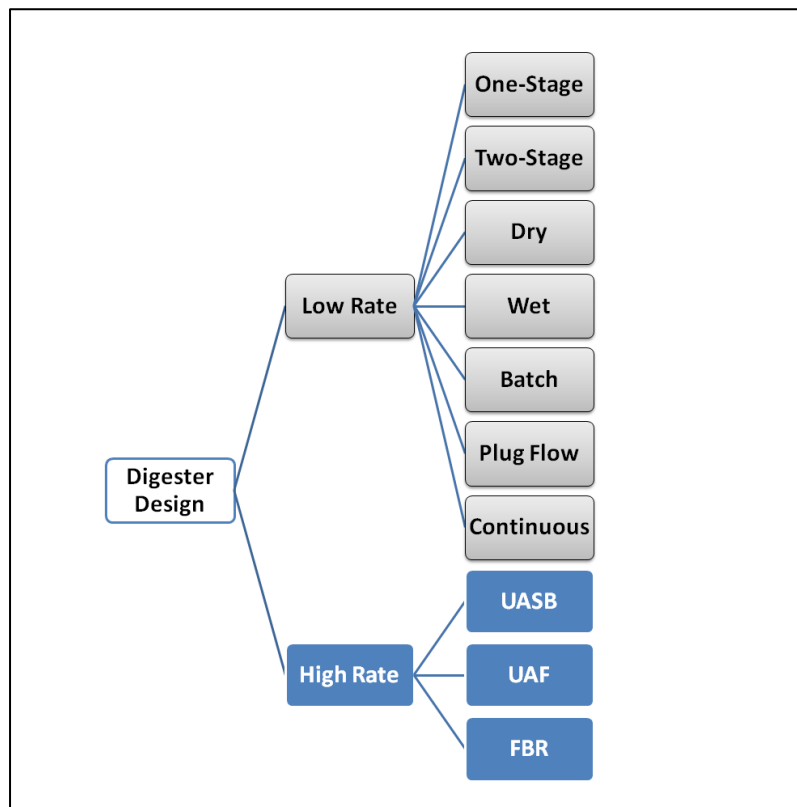 One-Stage
Two-Stage
Dry
Low Rate
Wet
Batch
Plug Flow
Digester
Design
Continuous
UASB
High Rate
UAF
FBR